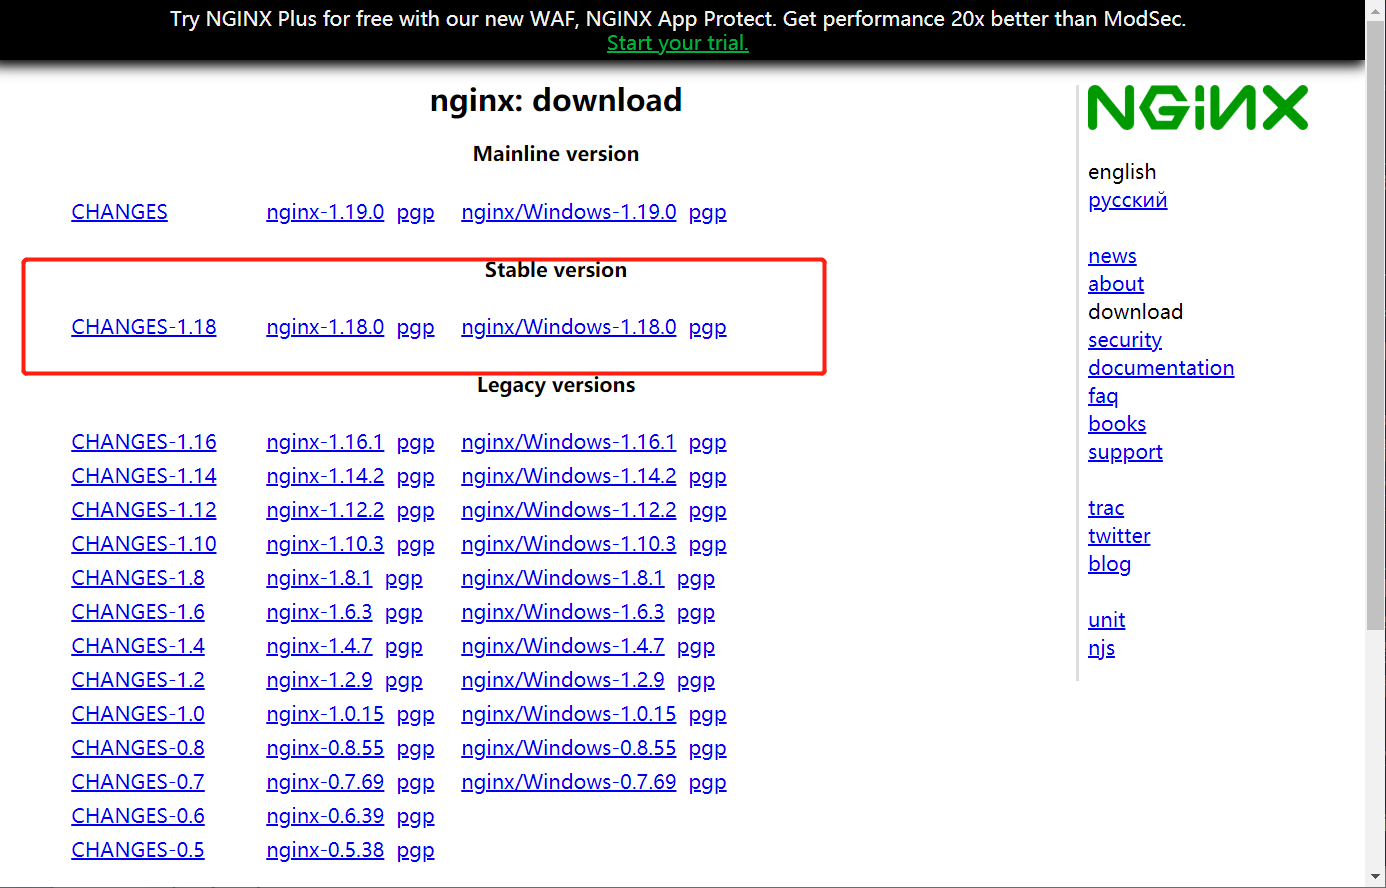 Try NGINX Plus for free with our new WAF, NGINX App Protect. Get performance 20x better than ModSec.
Start your trial.
nginx: download
Mainline version
CHANGES nginx-1.19.0 pgp nginx/Windows-1.19.0 pgp
Stable version
CHANGES-1.18 nginx-1.18.0 pgp nginx/Windows-1.18.0 pgp
Legacy versions
CHANGES-1.16 nginx-1.16.1 pgp nginx/Windows-1.16.1 pgp
CHANGES-1.14 nginx-1.14.2 pgp nginx/Windows-1.14.2 pgp
CHANGES-1.12 nginx-1.12.2 pgp nginx/Windows-1.12.2 pgp
CHANGES-1.10 nginx-1.10.3 pgp nginx/Windows-1.10.3 pgp
CHANGES-1.8 nginx-1.8.1 pgp nginx/Windows-1.8.1 pgp
CHANGES-1.6 nginx-1.6.3 pgp nginx/Windows-1.6.3 pgp
CHANGES-1.4 nginx-1.4.7 pgp nginx/Windows-1.4.7 pgp
CHANGES-1.2 nginx-1.2.9 pgp nginx/Windows-1.2.9 pgp
CHANGES-1.0 nginx-1.0.15 pgp nginx/Windows-1.0.15 pgp
CHANGES-0.8 nginx-0.8.55 pgp nginx/Windows-0.8.55 pgp
CHANGES-0.7 nginx-0.7.69 pgp nginx/Windows-0.7.69 pgp
CHANGES-0.6 nginx-0.6.39 pgp
CHANGES-0.5 nginx-0.5.38 pgp
NGINX
english
русский
news
about
download
security
documentation
faq
books
support
trac
twitter
blog
unit
njs